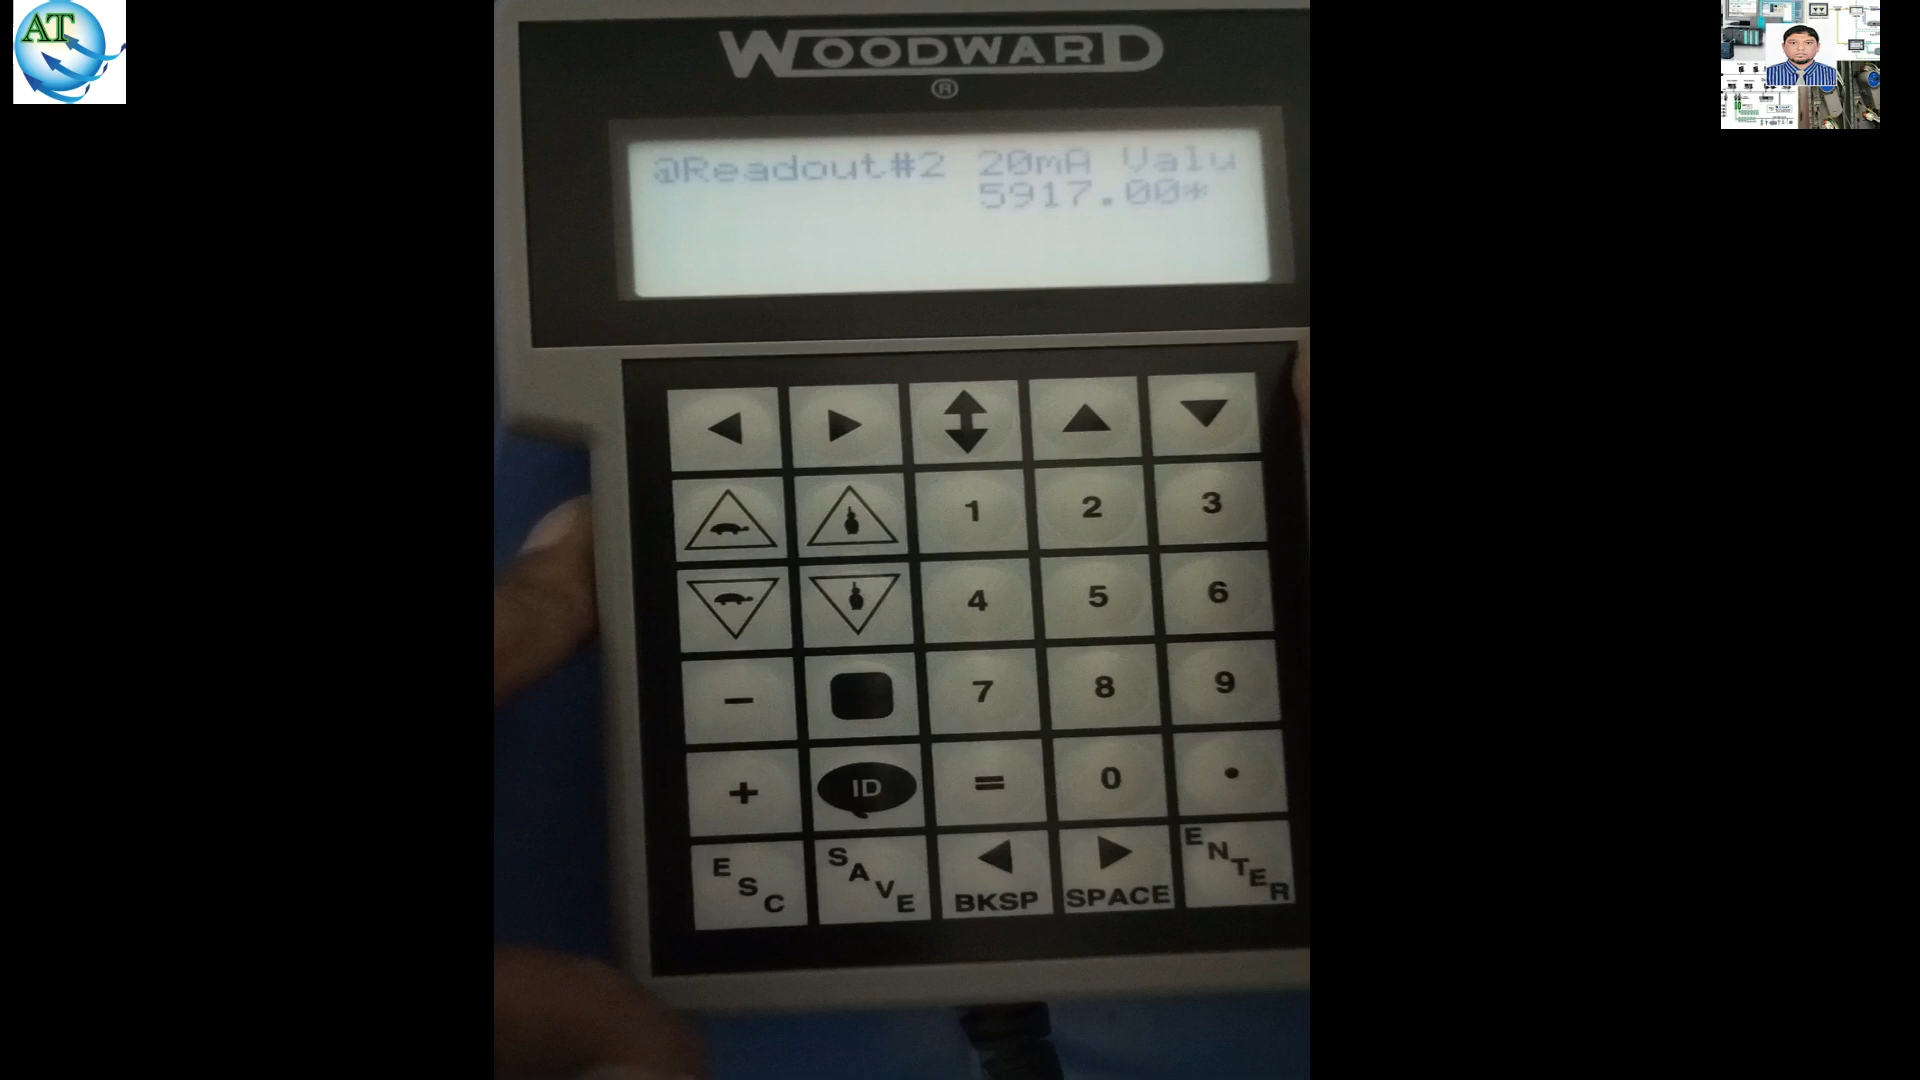 AT
WOODWARD
®
@Readout#2 20mA Valu
5917.00*
1 2 3
4 5 6
− 7 8 9
+ ID = 0 •
ESC SAVE BKSP SPACE ENTER